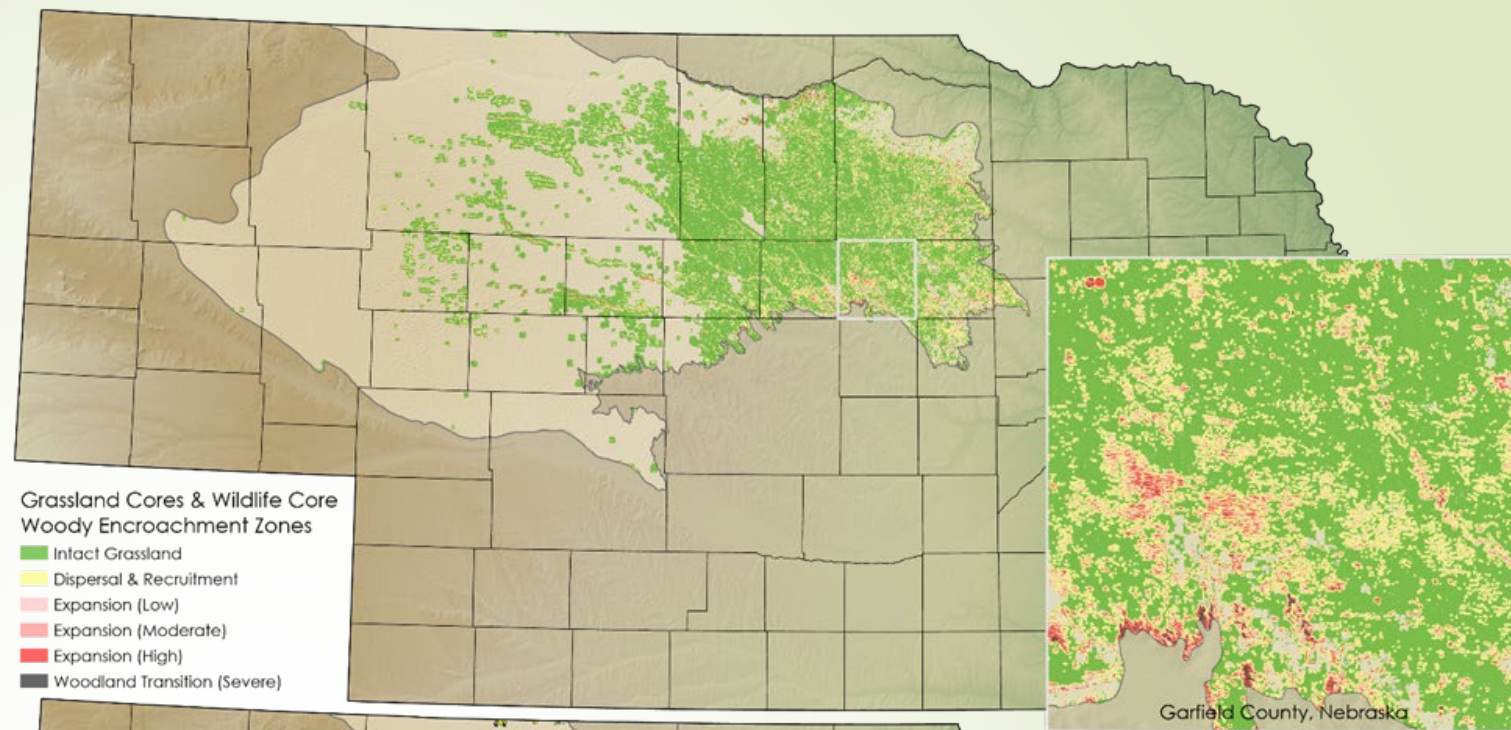 Grassland Cores & Wildlife Core
Woody Encroachment Zones
Intact Grassland
Dispersal & Recruitment
Expansion (Low)
Expansion (Moderate)
Expansion (High)
Woodland Transition (Severe)
Garfield County, Nebraska